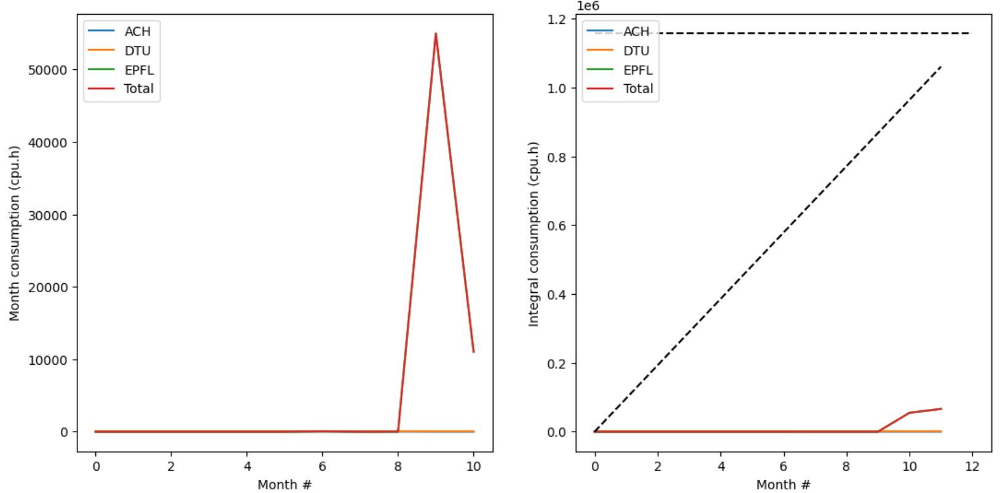 1e6
ACH
DTU
EPFL
Total
50000
40000
30000
20000
10000
0
Month consumption (cpu.h)
0 2 4 6 8 10
Month #
ACH
DTU
EPFL
Total
1.2
1.0
0.8
0.6
0.4
0.2
0.0
Integral consumption (cpu.h)
0 2 4 6 8 10 12
Month #